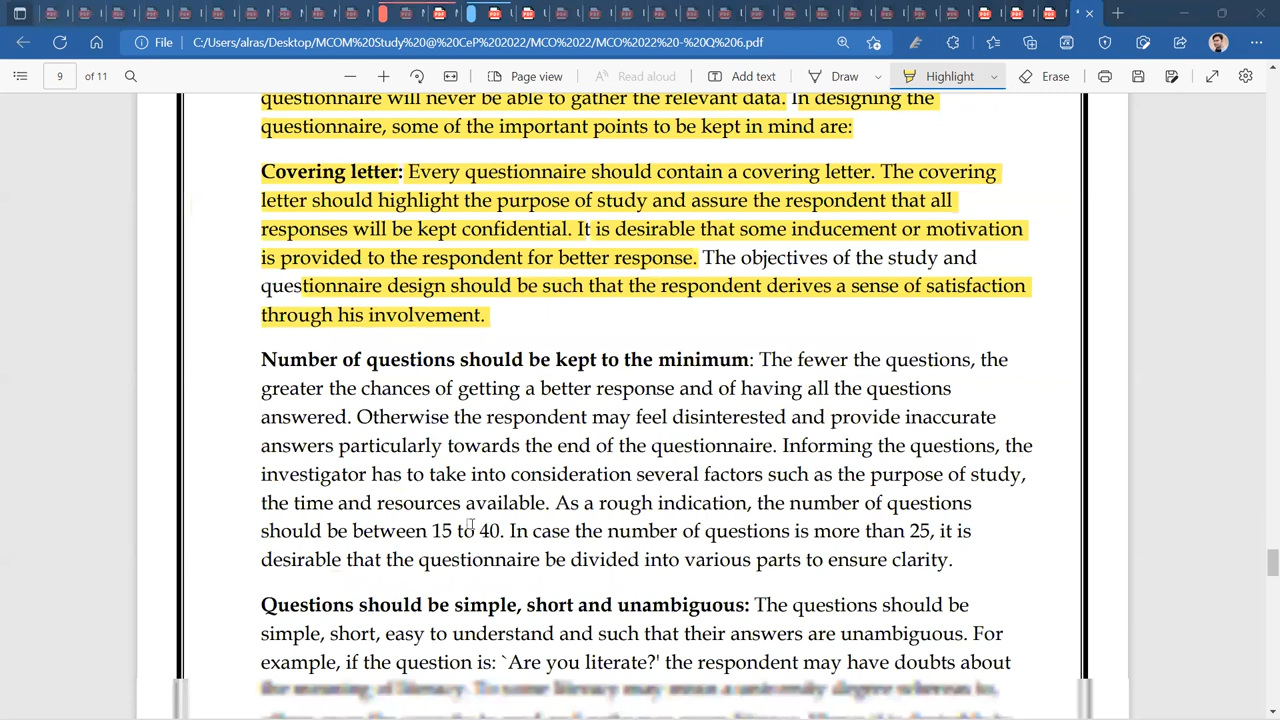 File
C:/Users/alras/Desktop/MCOM%20Study@%20CeP%202022/MCO%2022/MCO%2022%20-%20Q%206.pdf
9 of 11
Page view
Read aloud
Add text
Draw
Highlight
Erase
questionnaire will never be able to gather the relevant data. In designing the
questionnaire, some of the important points to be kept in mind are:
Covering letter: Every questionnaire should contain a covering letter. The covering
letter should highlight the purpose of study and assure the respondent that all
responses will be kept confidential. It is desirable that some inducement or motivation
is provided to the respondent for better response. The objectives of the study and
questionnaire design should be such that the respondent derives a sense of satisfaction
through his involvement.
Number of questions should be kept to the minimum: The fewer the questions, the
greater the chances of getting a better response and of having all the questions
answered. Otherwise the respondent may feel disinterested and provide inaccurate
answers particularly towards the end of the questionnaire. Informing the questions, the
investigator has to take into consideration several factors such as the purpose of study,
the time and resources available. As a rough indication, the number of questions
should be between 15 to 40. In case the number of questions is more than 25, it is
desirable that the questionnaire be divided into various parts to ensure clarity.
Questions should be simple, short and unambiguous: The questions should be
simple, short, easy to understand and such that their answers are unambiguous. For
example, if the question is: `Are you literate?' the respondent may have doubts about